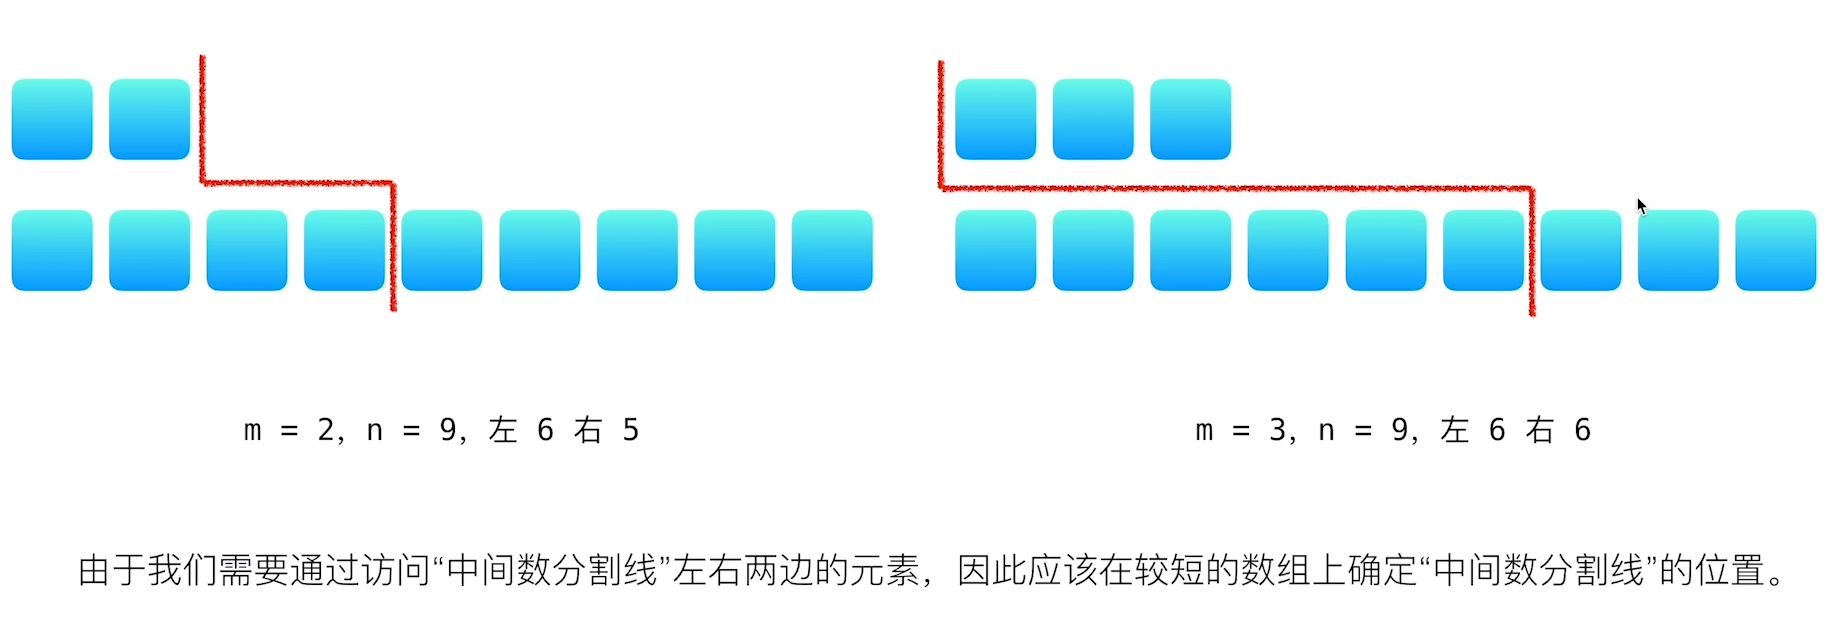 m = 2, n = 9, 左 6 右 5
m = 3, n = 9, 左 6 右 6
由于我们需要通过访问“中间数分割线”左右两边的元素，因此应该在较短的数组上确定“中间数分割线”的位置。